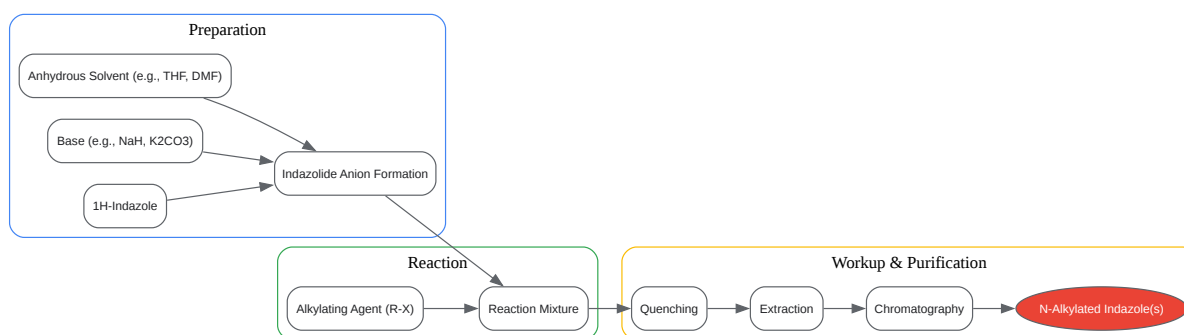 Preparation
Anhydrous Solvent (e.g., THF, DMF)
Base (e.g., NaH, K2CO3)
1H-Indazole
Indazolide Anion Formation
Reaction
Alkylating Agent (R-X)
Reaction Mixture
Workup & Purification
Quenching
Extraction
Chromatography
N-Alkylated Indazole(s)